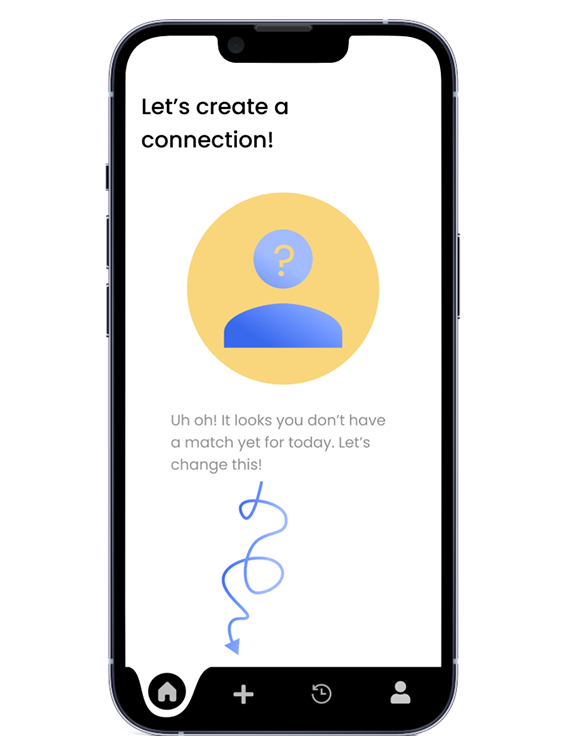 Let’s create a
connection!
?
Uh oh! It looks you don’t have
a match yet for today. Let’s
change this!